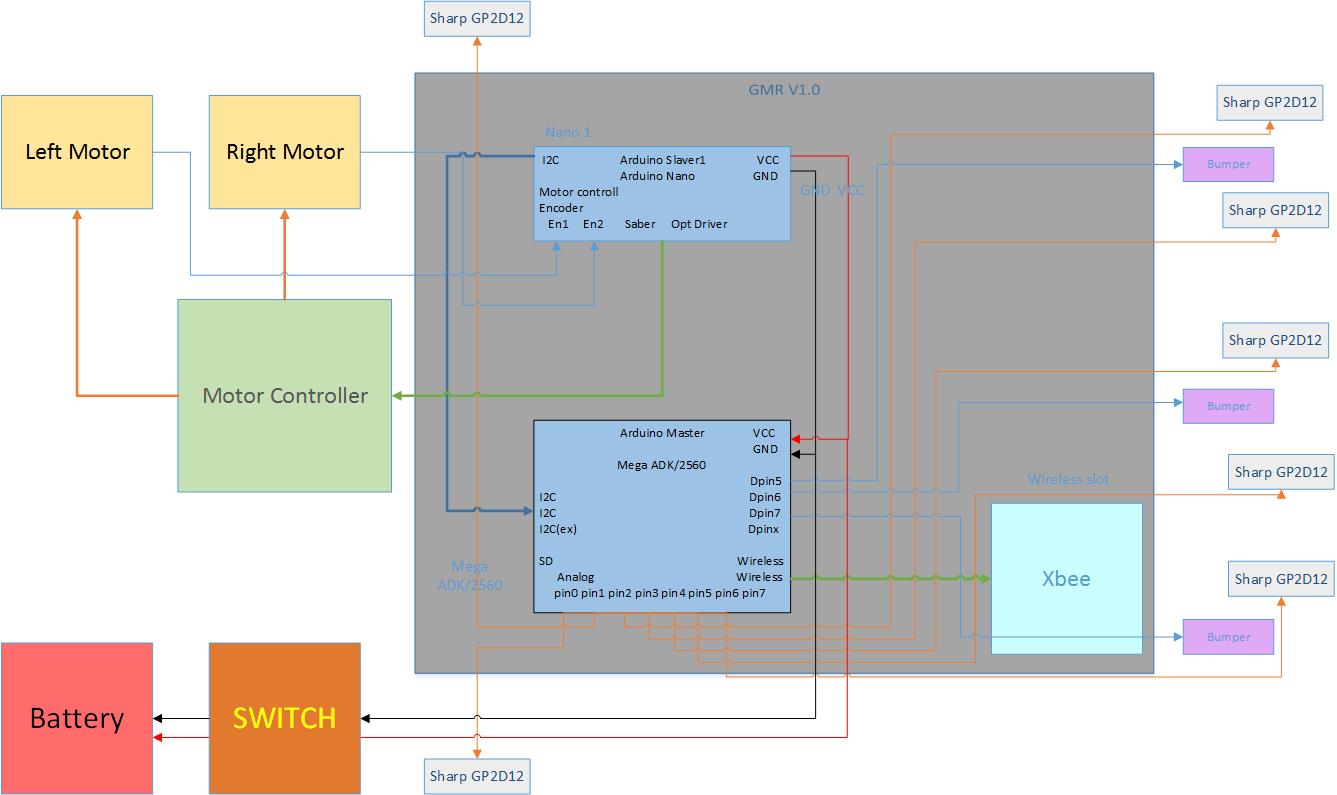 Sharp GP2D12
GMR V1.0
Sharp GP2D12
Left Motor
Right Motor
Nano 1
I2C
Arduino Slaver1
VCC
Arduino Nano
GND
Motor controll
Encoder
En1
En2
Saber
Opt Driver
GND
VCC
Bumper
Sharp GP2D12
Motor Controller
Sharp GP2D12
Bumper
Arduino Master
VCC
GND
Mega ADK/2560
Dpin5
I2C
Dpin6
I2C
Dpin7
I2C(ex)
Dpinx
SD
Wireless
Analog
Wireless
pin0 pin1 pin2 pin3 pin4 pin5 pin6 pin7
Mega
ADK/2560
Wireless slot
Xbee
Sharp GP2D12
Sharp GP2D12
Bumper
Battery
SWITCH
Sharp GP2D12